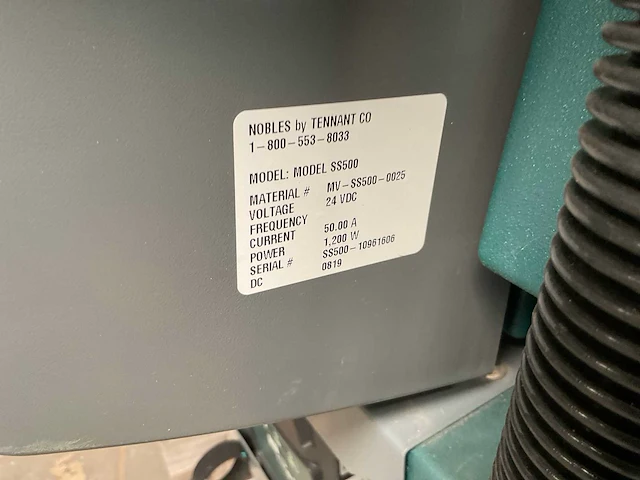 NOBLES by TENNANT CO
1-800-553-8033
MODEL: MODEL SS500
MATERIAL # MV-SS500-0025
VOLTAGE 24 VDC
FREQUENCY
CURRENT 50.00 A
POWER 1,200 W
SERIAL # SS500-10961606
DC 0819